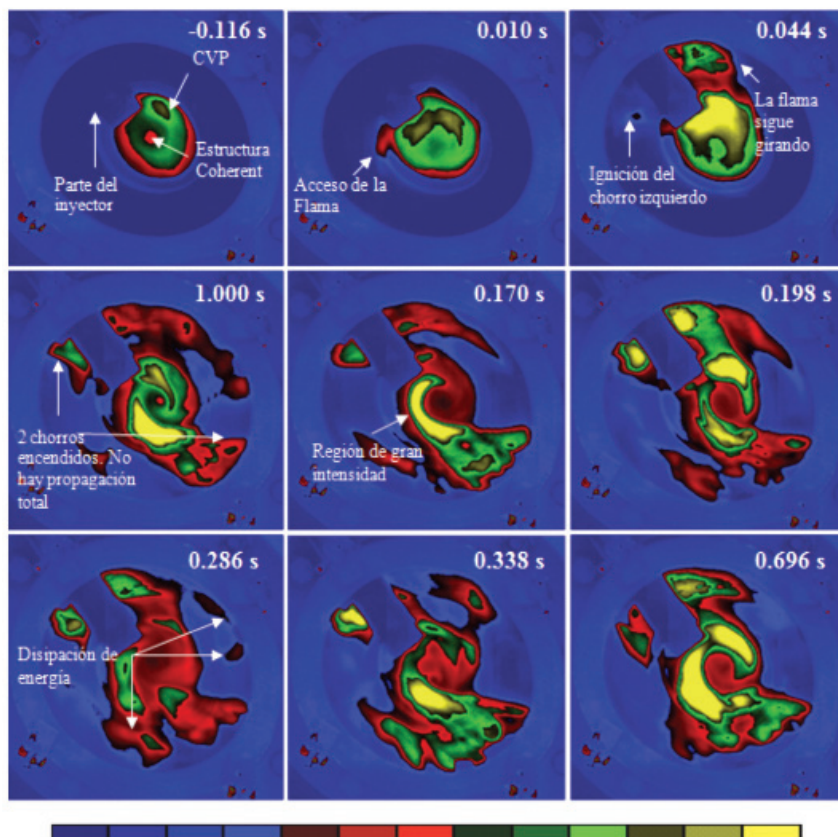 -0.116 s
CVP
Estructura
Coherent
Parte del
inyector
0.010 s
Acceso de la
Flama
0.044 s
La flama
sigue
girando
Ignición del
chorro izquierdo
1.000 s
2 chorros
encendidos. No
hay propagación
total
0.170 s
Región de gran
intensidad
0.198 s
0.286 s
Disipación de
energía
0.338 s
0.696 s